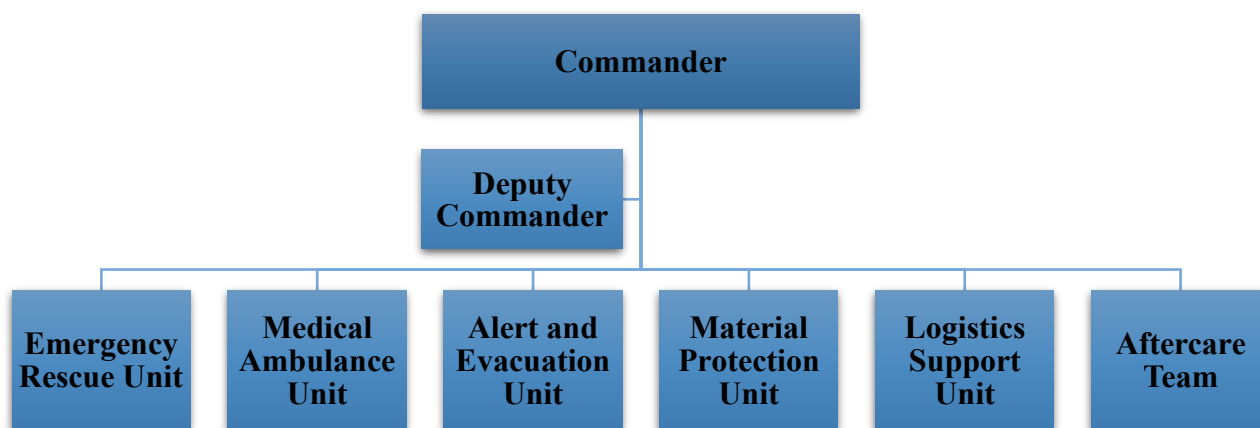 Commander
Deputy
Commander
Emergency
Rescue Unit
Medical
Ambulance
Unit
Alert and
Evacuation
Unit
Material
Protection
Unit
Logistics
Support
Unit
Aftercare
Team